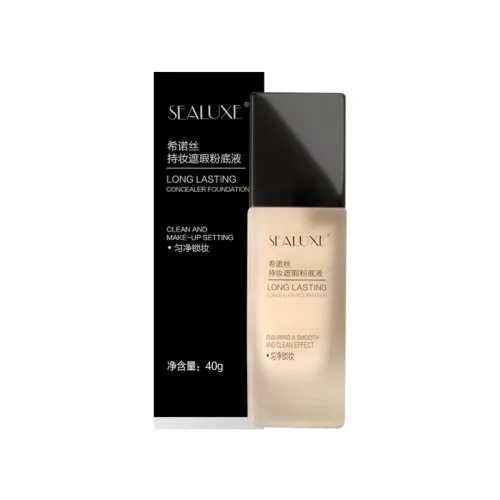 SEALUXE®
希诺丝
持妆遮瑕粉底液
LONG LASTING
CONCEALER FOUNDATION
CLEAN AND
MAKE-UP SETTING
•匀净锁妆
净含量：40g
SEALUXE®
希诺丝
持妆遮瑕粉底液
LONG LASTING
CONCEALER FOUNDATION
ENSURING A SMOOTH
AND CLEAN EFFECT
•匀净锁妆